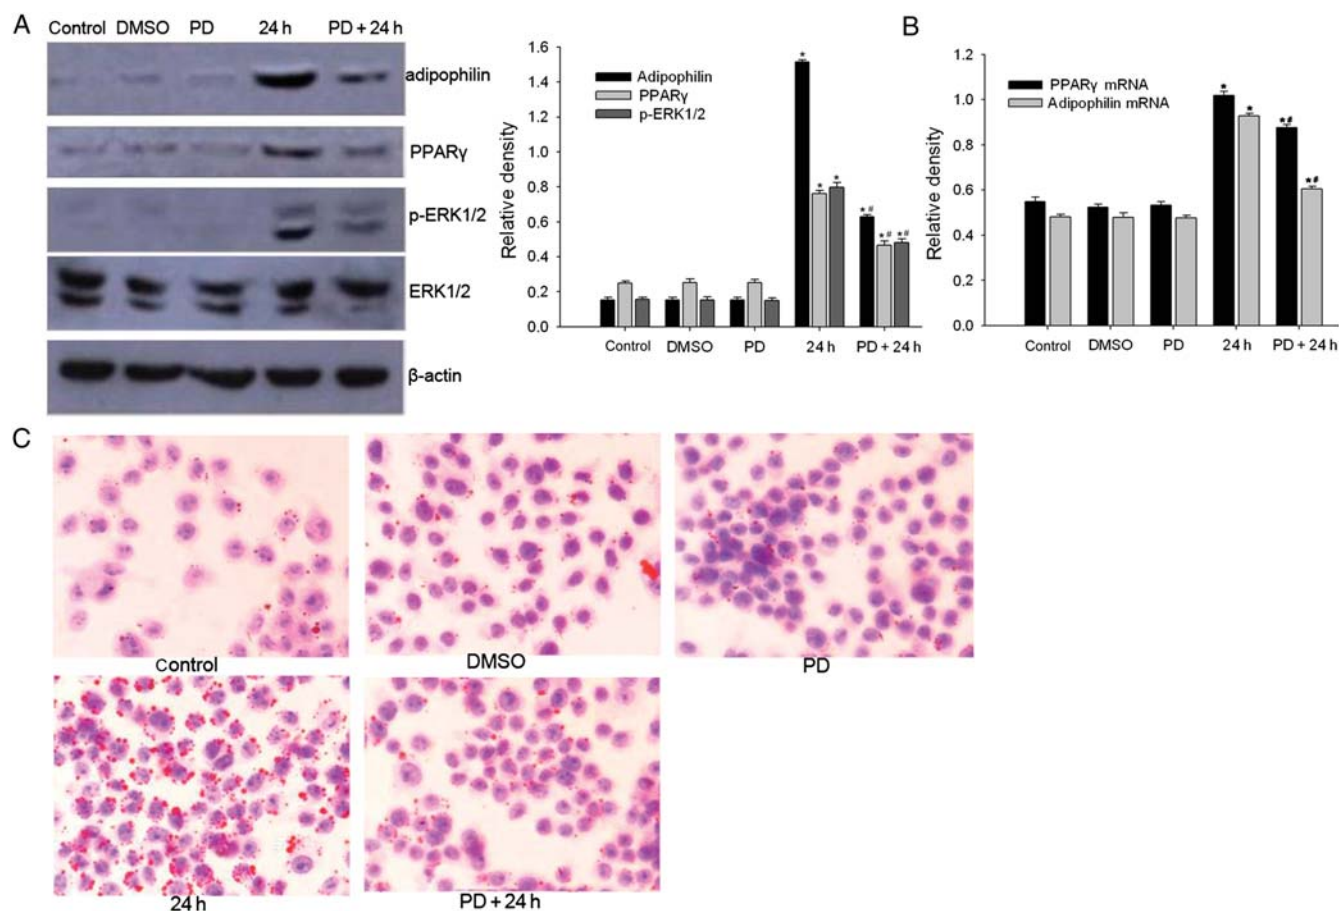 A
Control DMSO PD 24 h PD + 24 h
adipophilin
PPARγ
p-ERK1/2
ERK1/2
β-actin
1.6
1.4
1.2
1.0
0.8
0.6
0.4
0.2
0.0
Relative density
Adipophilin
PPARγ
p-ERK1/2
*
* *
*# *# *#
Control DMSO PD 24 h PD + 24 h
B
1.2
1.0
0.8
0.6
0.4
0.2
0.0
Relative density
PPARγ mRNA
Adipophilin mRNA
* *
*# *#
Control DMSO PD 24 h PD + 24 h
C
Control
DMSO
PD
24 h
PD + 24 h